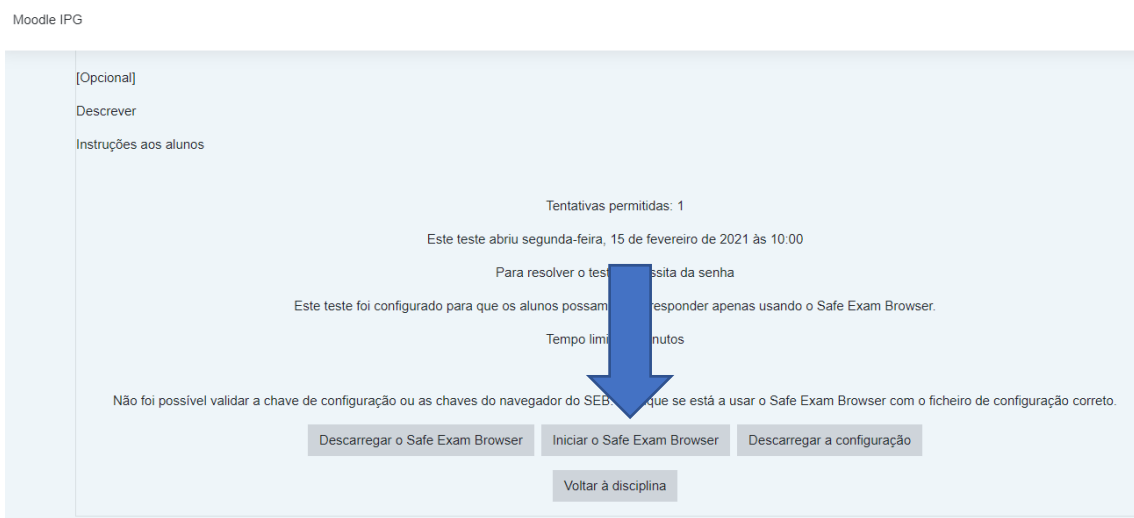 Moodle IPG
[Opcional]
Descrever
Instruções aos alunos
Tentativas permitidas: 1
Este teste abriu segunda-feira, 15 de fevereiro de 2021 às 10:00
Para resolver o da senha
Este teste foi configurado para que os alunos possam responder apenas usando o Safe Exam Browser.
Tempo
Não foi possível validar a chave de configuração ou as chaves do navegador do SEB. que se está a usar o Safe Exam Browser com o ficheiro de configuração correto.
Descarregar o Safe Exam Browser Iniciar o Safe Exam Browser Descarregar a configuração
Voltar à disciplina